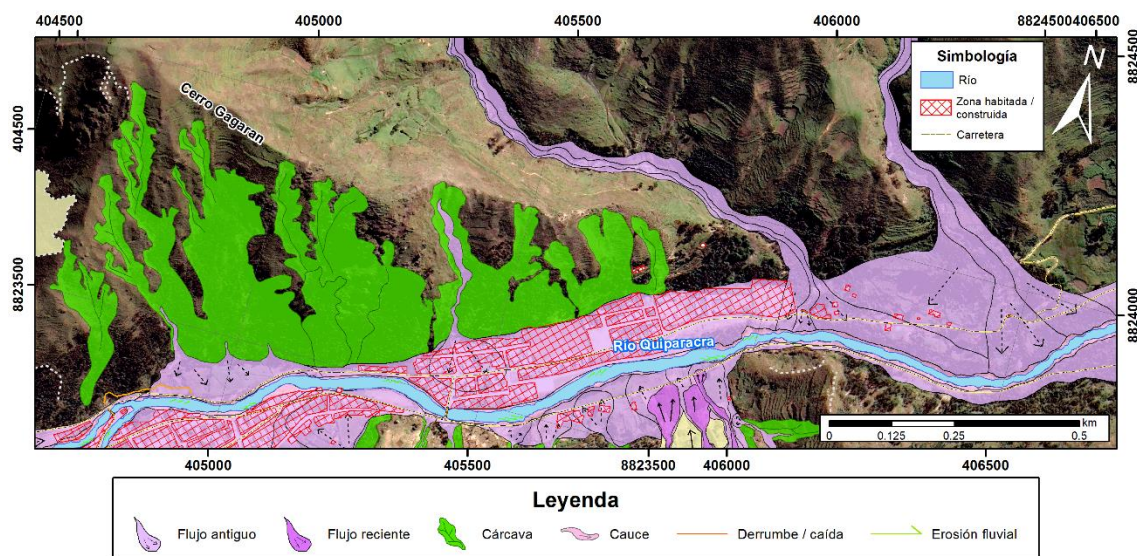 404500
405000
405500
406000
8824500
406500
8824500
404500
8823500
8824000
Simbología
Río
Zona habitada /
construida
Carretera
N
Cerro Gagaran
Río Quiparacra
km
0
0.125
0.25
0.5
405000
405500
8823500
406000
406500
Leyenda
Flujo antiguo
Flujo reciente
Cárcava
Cauce
Derrumbe / caída
Erosión fluvial